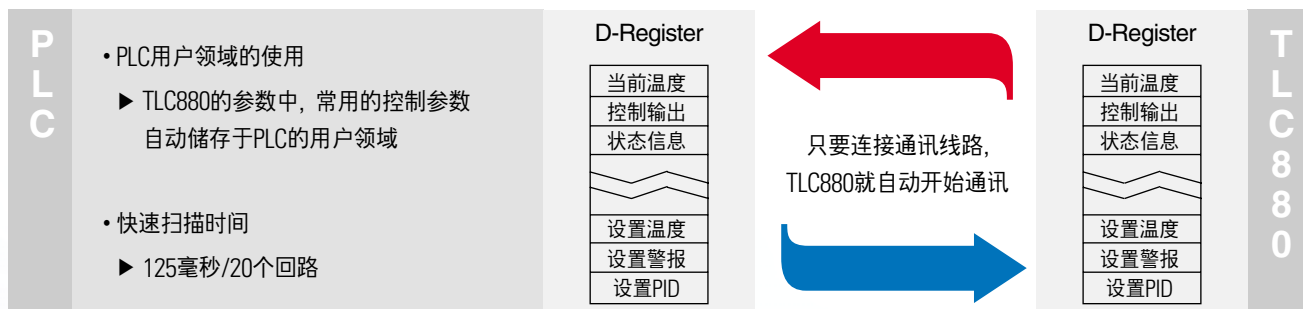 PLC
• PLC用户领域的使用
▶ TLC880的参数中, 常用的控制参数
自动储存于PLC的用户领域
• 快速扫描时间
▶ 125毫秒/20个回路
D-Register
当前温度
控制输出
状态信息
设置温度
设置警报
设置PID
只要连接通讯线路,
TLC880就自动开始通讯
D-Register
当前温度
控制输出
状态信息
设置温度
设置警报
设置PID
TLC880